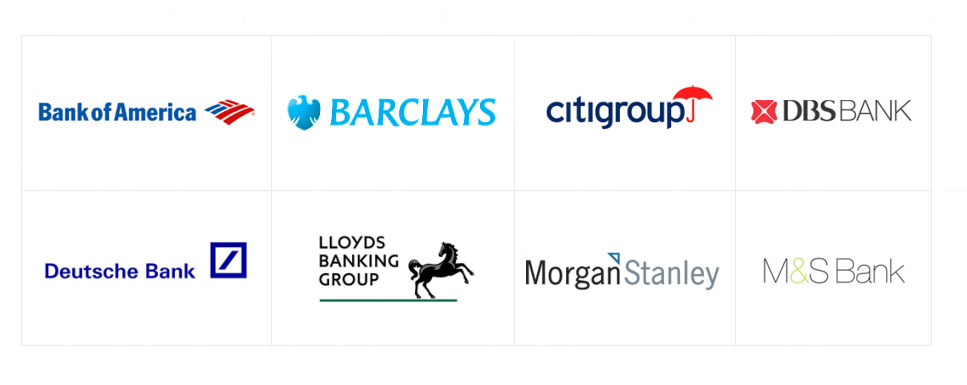 Bank of America
BARCLAYS
citigroup
DBS BANK
Deutsche Bank
LLOYDS
BANKING
GROUP
Morgan Stanley
M&S Bank